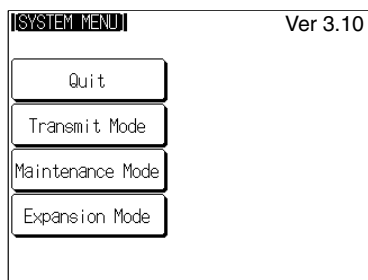 [SYSTEM MENU]
Ver 3.10
Quit
Transmit Mode
Maintenance Mode
Expansion Mode